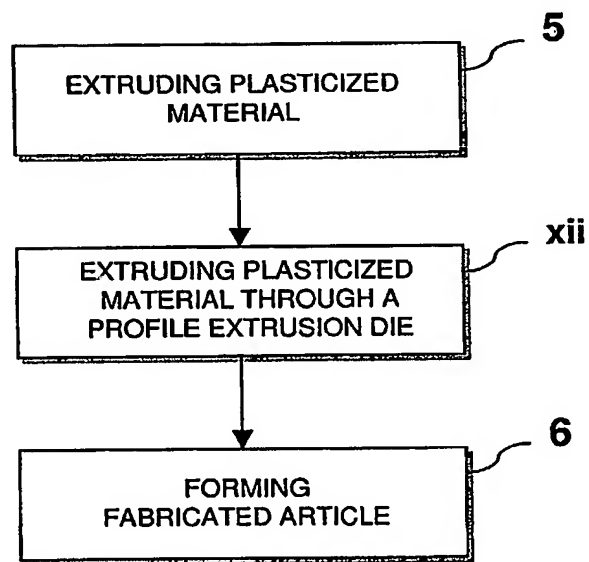 5
EXTRUDING PLASTICIZED
MATERIAL
xii
EXTRUDING PLASTICIZED
MATERIAL THROUGH A
PROFILE EXTRUSION DIE
6
FORMING
FABRICATED ARTICLE